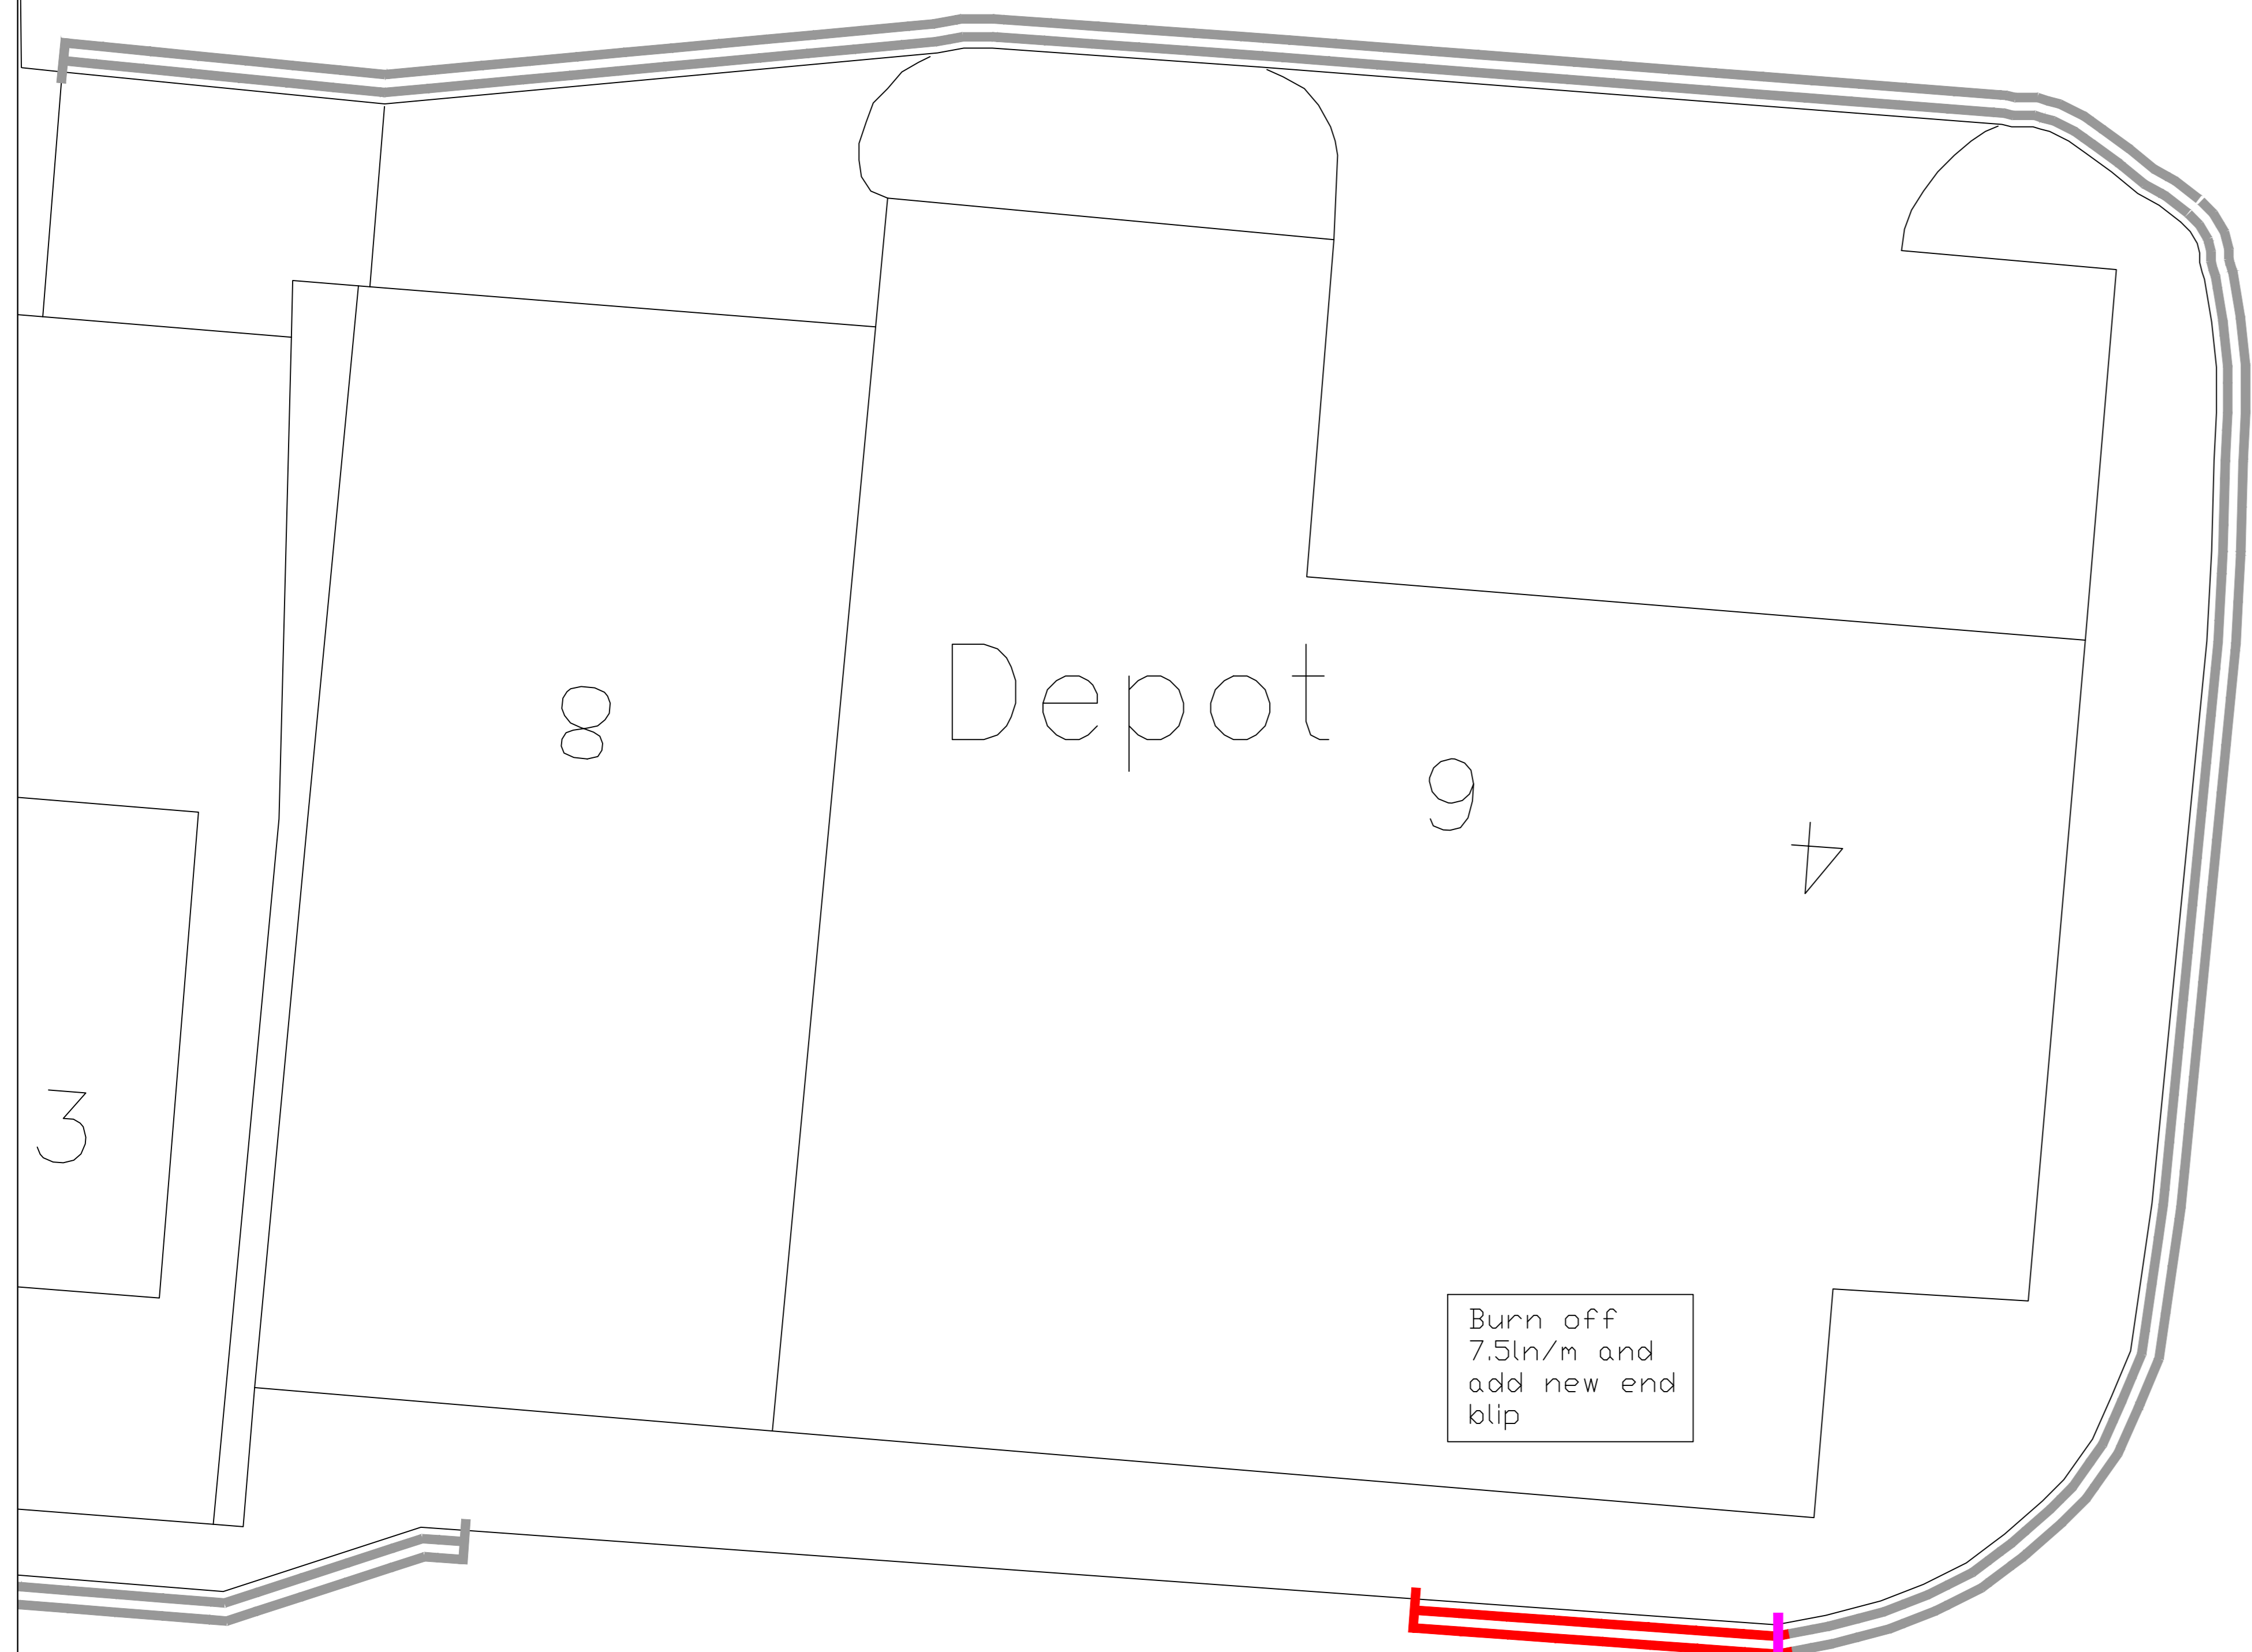 Depot
8
9
4
3
Burn off
7.5ln/m and
add new end
blip